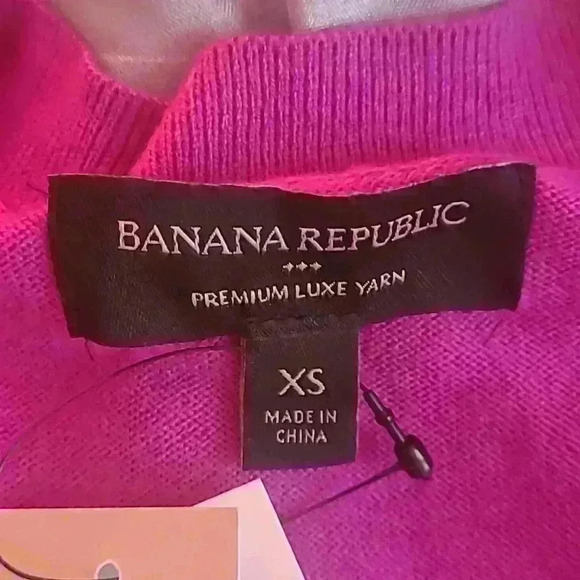 BANANA REPUBLIC
PREMIUM LUXE YARN
XS
MADE IN
CHINA